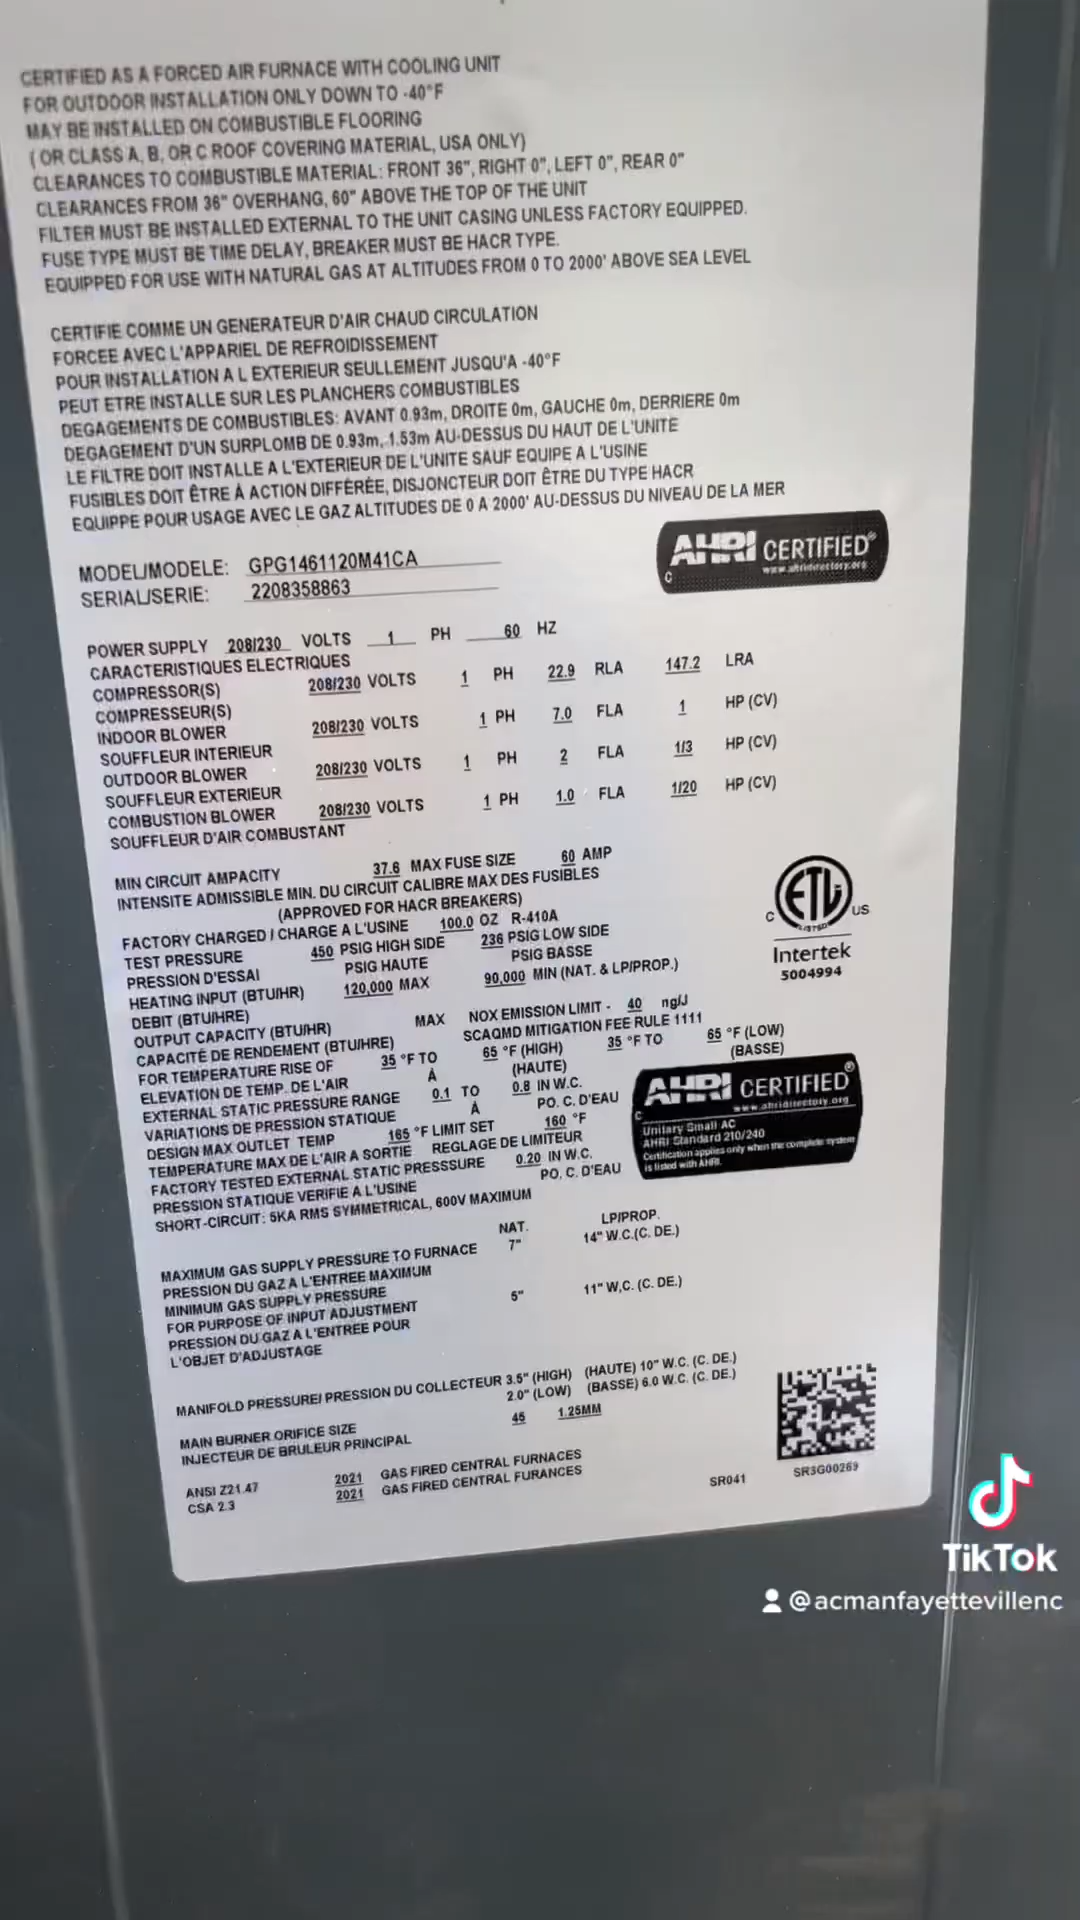 CERTIFIED AS A FORCED AIR FURNACE WITH COOLING UNIT
FOR OUTDOOR INSTALLATION ONLY DOWN TO -40°F
MAY BE INSTALLED ON COMBUSTIBLE FLOORING
( OR CLASS A, B, OR C ROOF COVERING MATERIAL, USA ONLY)
CLEARANCES TO COMBUSTIBLE MATERIAL: FRONT 36", RIGHT 0", LEFT 0", REAR 0"
CLEARANCES FROM 36" OVERHANG, 60" ABOVE THE TOP OF THE UNIT
FILTER MUST BE INSTALLED EXTERNAL TO THE UNIT CASING UNLESS FACTORY EQUIPPED.
FUSE TYPE MUST BE TIME DELAY, BREAKER MUST BE HACR TYPE.
EQUIPPED FOR USE WITH NATURAL GAS AT ALTITUDES FROM 0 TO 2000' ABOVE SEA LEVEL
CERTIFIE COMME UN GENERATEUR D'AIR CHAUD CIRCULATION
FORCEE AVEC L'APPARIEL DE REFROIDISSEMENT
POUR INSTALLATION A L EXTERIEUR SEULLEMENT JUSQU'A -40°F
PEUT ETRE INSTALLE SUR LES PLANCHERS COMBUSTIBLES
DEGAGEMENTS DE COMBUSTIBLES: AVANT 0.93m, DROITE 0m, GAUCHE 0m, DERRIERE 0m
DEGAGEMENT D'UN SURPLOMB DE 0.93m, 1.53m AU-DESSUS DU HAUT DE L'UNITE
LE FILTRE DOIT INSTALLE A L'EXTERIEUR DE L'UNITE SAUF EQUIPE A L'USINE
FUSIBLES DOIT ÊTRE À ACTION DIFFÉRÉE, DISJONCTEUR DOIT ÊTRE DU TYPE HACR
EQUIPPE POUR USAGE AVEC LE GAZ ALTITUDES DE 0 A 2000' AU-DESSUS DU NIVEAU DE LA MER
AHRI CERTIFIED®
C www.ahridirectory.org
MODEL/MODELE: GPG1461120M41CA
SERIAL/SERIE: 2208358863
POWER SUPPLY 208/230 VOLTS 1 PH 60 HZ
CARACTERISTIQUES ELECTRIQUES
COMPRESSOR(S) 208/230 VOLTS 1 PH 22.9 RLA 147.2 LRA
COMPRESSEUR(S)
INDOOR BLOWER 208/230 VOLTS 1 PH 7.0 FLA 1 HP (CV)
SOUFFLEUR INTERIEUR
OUTDOOR BLOWER 208/230 VOLTS 1 PH 2 FLA 1/3 HP (CV)
SOUFFLEUR EXTERIEUR
COMBUSTION BLOWER 208/230 VOLTS 1 PH 1.0 FLA 1/20 HP (CV)
SOUFFLEUR D'AIR COMBUSTANT
MIN CIRCUIT AMPACITY 37.6 MAX FUSE SIZE 60 AMP
INTENSITE ADMISSIBLE MIN. DU CIRCUIT CALIBRE MAX DES FUSIBLES
(APPROVED FOR HACR BREAKERS)
FACTORY CHARGED / CHARGE A L'USINE 100.0 OZ R-410A
TEST PRESSURE 450 PSIG HIGH SIDE 236 PSIG LOW SIDE
PRESSION D'ESSAI PSIG HAUTE PSIG BASSE
HEATING INPUT (BTU/HR) 120,000 MAX 90,000 MIN (NAT. & LP/PROP.)
DEBIT (BTU/HRE)
OUTPUT CAPACITY (BTU/HR) MAX NOX EMISSION LIMIT - 40 ng/J
CAPACITÉ DE RENDEMENT (BTU/HRE) SCAQMD MITIGATION FEE RULE 1111
FOR TEMPERATURE RISE OF 35 °F TO 65 °F (HIGH) 35 °F TO 65 °F (LOW)
ELEVATION DE TEMP. DE L'AIR À (HAUTE) (BASSE)
EXTERNAL STATIC PRESSURE RANGE 0.1 TO 0.8 IN W.C.
VARIATIONS DE PRESSION STATIQUE À PO. C. D'EAU
DESIGN MAX OUTLET TEMP 165 °F LIMIT SET 160 °F
TEMPERATURE MAX DE L'AIR A SORTIE REGLAGE DE LIMITEUR
FACTORY TESTED EXTERNAL STATIC PRESSSURE 0.20 IN W.C.
PRESSION STATIQUE VERIFIE A L'USINE PO, C. D'EAU
SHORT-CIRCUIT: 5KA RMS SYMMETRICAL, 600V MAXIMUM
ETL
C US
LISTED
Intertek
5004994
AHRI CERTIFIED®
C www.ahridirectory.org
Unitary Small AC
AHRI Standard 210/240
Certification applies only when the complete system
is listed with AHRI.
NAT. LP/PROP.
MAXIMUM GAS SUPPLY PRESSURE TO FURNACE 7" 14" W.C.(C. DE.)
PRESSION DU GAZ A L'ENTREE MAXIMUM
MINIMUM GAS SUPPLY PRESSURE 5" 11" W.C. (C. DE.)
FOR PURPOSE OF INPUT ADJUSTMENT
PRESSION DU GAZ A L'ENTREE POUR
L'OBJET D'ADJUSTAGE
MANIFOLD PRESSURE/ PRESSION DU COLLECTEUR 3.5" (HIGH) (HAUTE) 10" W.C. (C. DE.)
2.0" (LOW) (BASSE) 6.0 W.C. (C. DE.)
MAIN BURNER ORIFICE SIZE 45 1.25MM
INJECTEUR DE BRULEUR PRINCIPAL
ANSI Z21.47 2021 GAS FIRED CENTRAL FURNACES
CSA 2.3 2021 GAS FIRED CENTRAL FURANCES
SR041
SR3G00269
TikTok
@acmanfayettevillenc